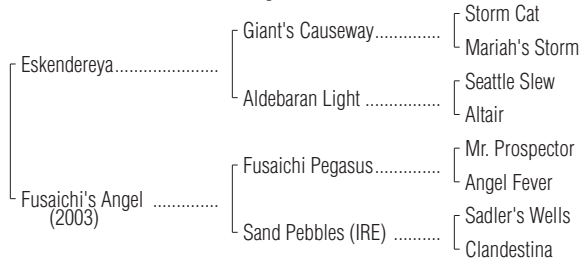 Storm Cat
Giant's Causeway..............
Mariah's Storm
Eskendereya......................
Seattle Slew
Aldebaran Light ................
Altair
Mr. Prospector
Fusaichi Pegasus..............
Angel Fever
Fusaichi's Angel ..............
(2003)
Sadler's Wells
Sand Pebbles (IRE) ..........
Clandestina